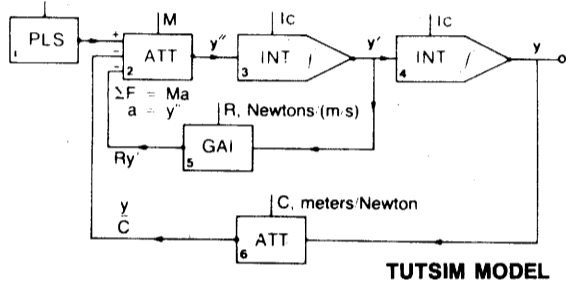 M
Ic
Ic
PLS
1
+
−
−
ATT
2
y''
INT
3
y'
INT
4
y
ΣF = Ma
a = y''
R, Newtons/(m/s)
GAI
5
Ry'
y
C
C, meters/Newton
ATT
6
TUTSIM MODEL